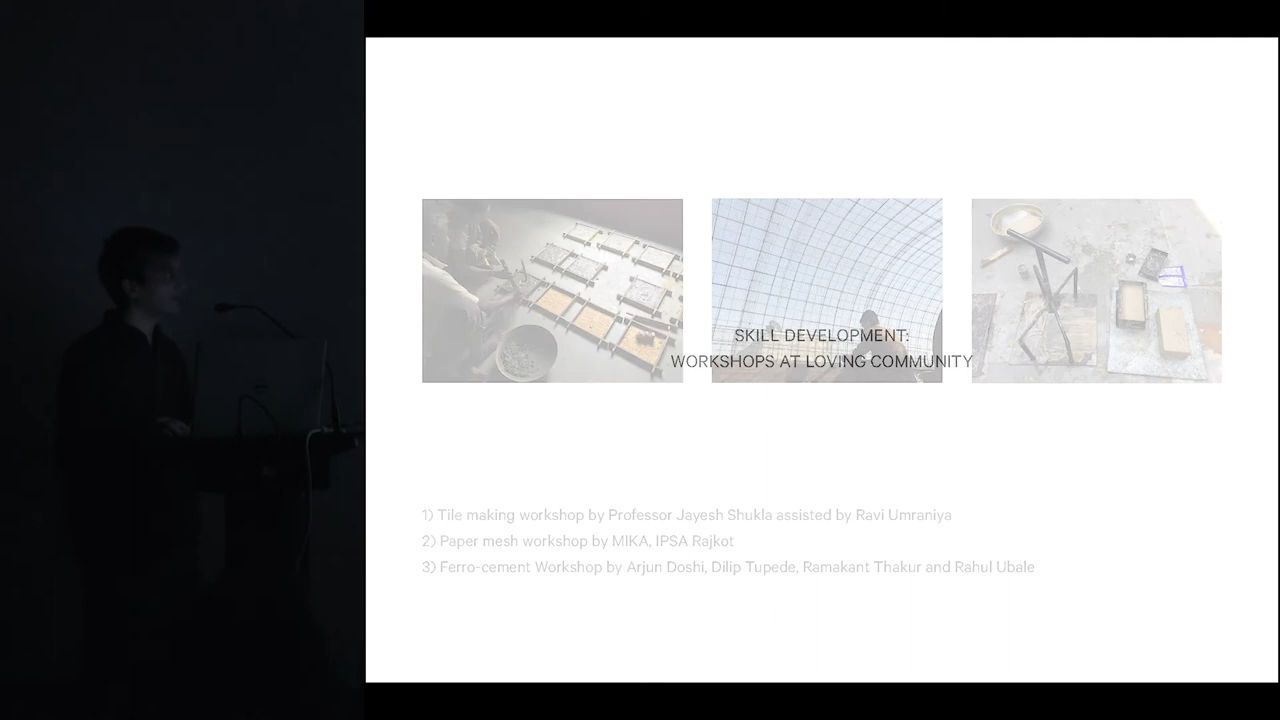 SKILL DEVELOPMENT:
WORKSHOPS AT LOVING COMMUNITY
1) Tile making workshop by Professor Jayesh Shukla assisted by Ravi Umraniya
2) Paper mesh workshop by MIKA, IPSA Rajkot
3) Ferro-cement Workshop by Arjun Doshi, Dilip Tupede, Ramakant Thakur and Rahul Ubale